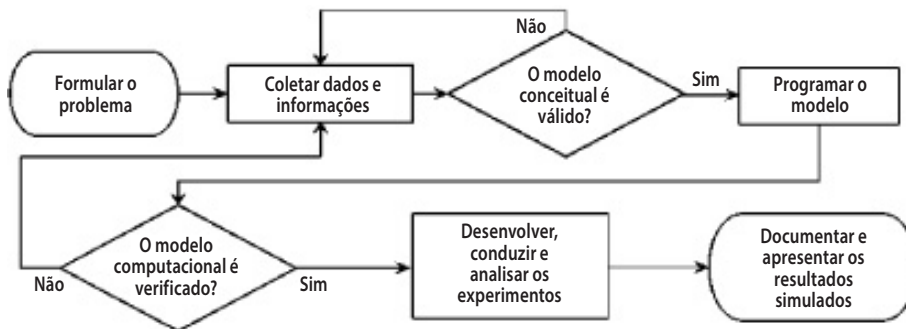 Não
Formular o
problema
Coletar dados e
informações
O modelo
conceitual é
válido?
Sim
Programar o
modelo
O modelo
computacional é
verificado?
Não
Sim
Desenvolver,
conduzir e
analisar os
experimentos
Documentar e
apresentar os
resultados
simulados